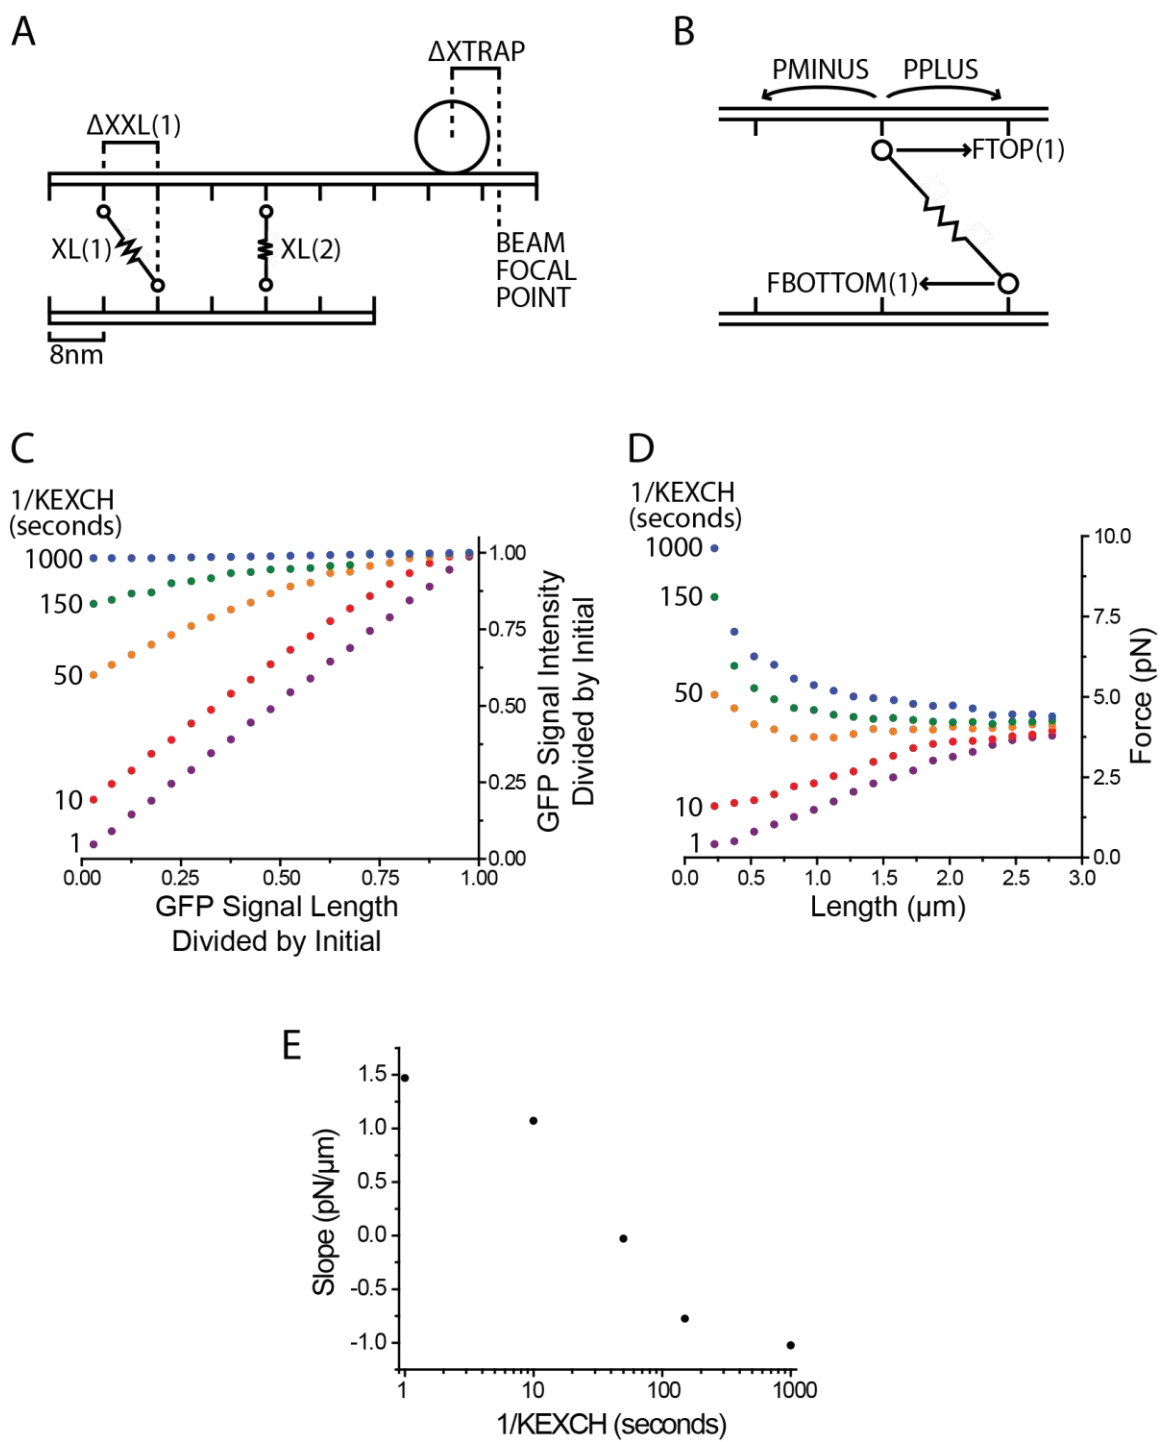 A
ΔXTRAP
ΔXXL(1)
XL(1)
XL(2)
BEAM
FOCAL
POINT
8nm
B
PMINUS
PPLUS
FTOP(1)
FBOTTOM(1)
C
1/KEXCH
(seconds)
1000
150
50
10
1
1.00
0.75
0.50
0.25
0.00
GFP Signal Intensity
Divided by Initial
0.00
0.25
0.50
0.75
1.00
GFP Signal Length
Divided by Initial
D
1/KEXCH
(seconds)
1000
150
50
10
1
10.0
7.5
5.0
2.5
0.0
Force (pN)
0.0
0.5
1.0
1.5
2.0
2.5
3.0
Length (µm)
E
1.5
1.0
0.5
0.0
-0.5
-1.0
Slope (pN/µm)
1
10
100
1000
1/KEXCH (seconds)